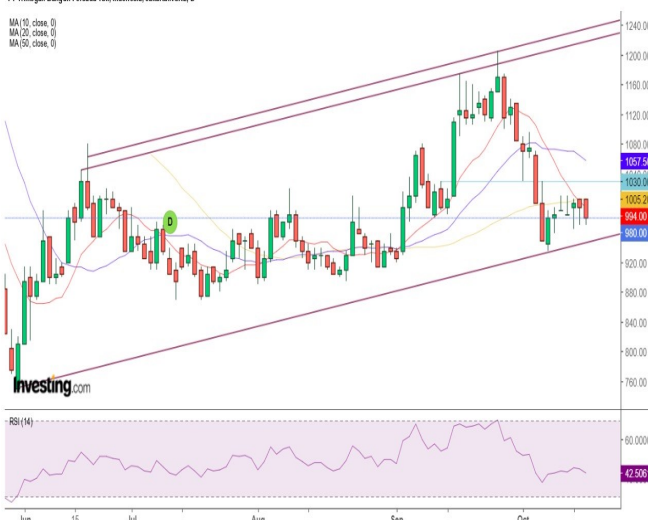 MA (10, close, 0)
MA (20, close, 0)
MA (50, close, 0)
1240.00
1200.00
1160.00
1120.00
1080.00
1057.50
1030.00
1005.20
994.00
980.00
920.00
880.00
840.00
800.00
760.00
D
Investing.com
RSI (14)
60.0000
42.5061
Jun
15
Jul
Aug
Sep
Oct